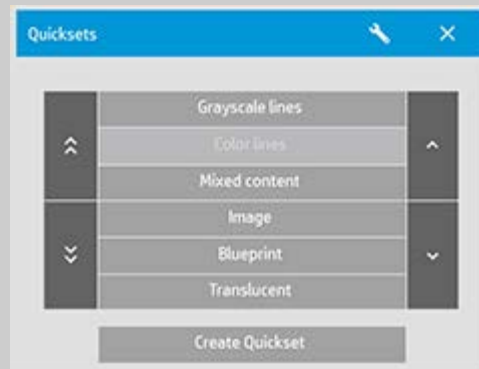 Quicksets
Grayscale lines
Color lines
Mixed content
Image
Blueprint
Translucent
Create Quickset